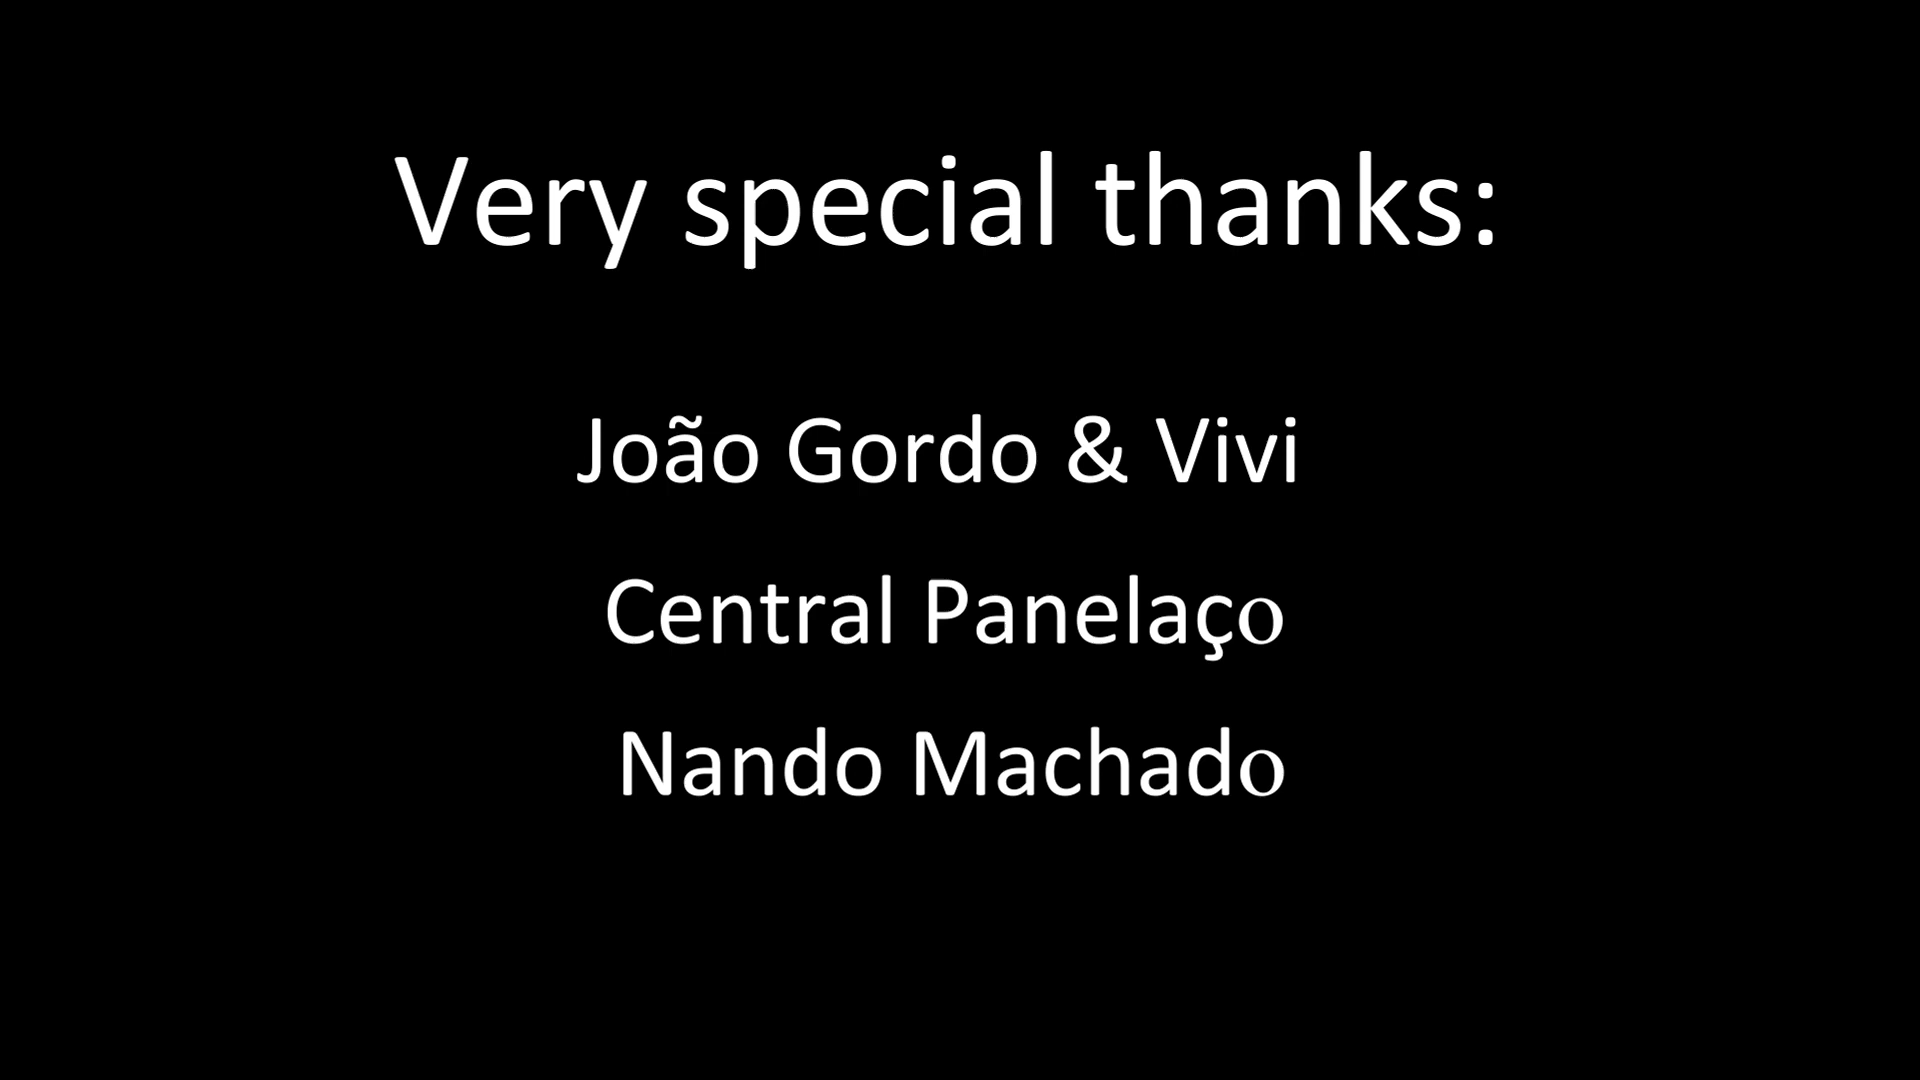 Very special thanks:
João Gordo & Vivi
Central Panelaço
Nando Machado